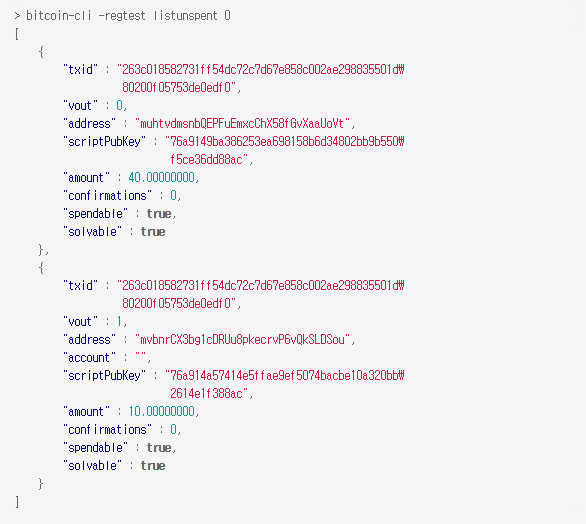 > bitcoin-cli -regtest listunspent 0
[
    {
        "txid" : "263c018582731ff54dc72c7d67e858c002ae298835501d₩
                  80200f05753de0edf0",
        "vout" : 0,
        "address" : "muhtvdmsnbQEPFuEmxcChX58fGvXaaUoVt",
        "scriptPubKey" : "76a9149ba386253ea698158b6d34802bb9b550₩
                          f5ce36dd88ac",
        "amount" : 40.00000000,
        "confirmations" : 0,
        "spendable" : true,
        "solvable" : true
    },
    {
        "txid" : "263c018582731ff54dc72c7d67e858c002ae298835501d₩
                  80200f05753de0edf0",
        "vout" : 1,
        "address" : "mvbnrCX3bg1cDRUu8pkecrvP6vQkSLDSou",
        "account" : "",
        "scriptPubKey" : "76a914a57414e5ffae9ef5074bacbe10a320bb₩
                          2614e1f388ac",
        "amount" : 10.00000000,
        "confirmations" : 0,
        "spendable" : true,
        "solvable" : true
    }
]